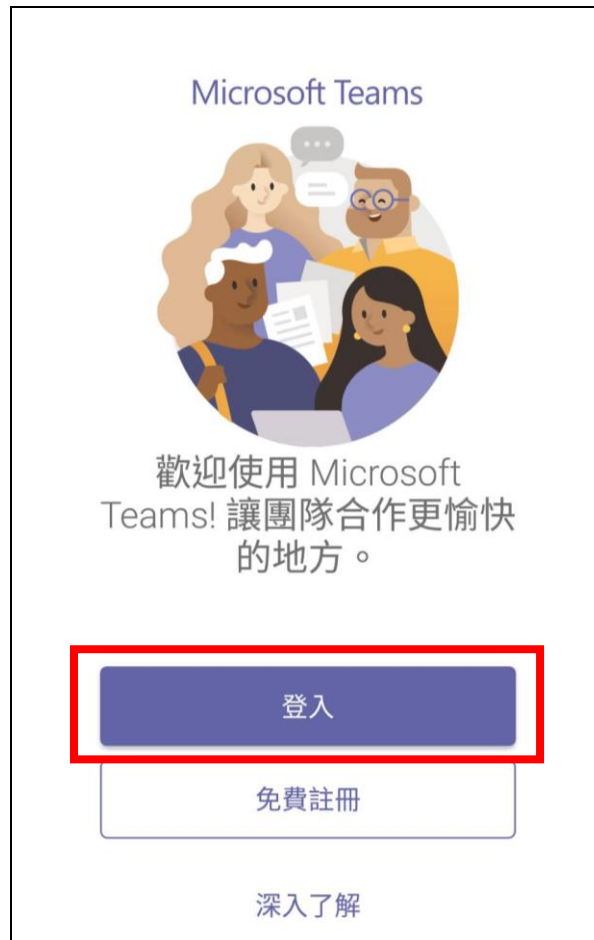 Microsoft Teams
歡迎使用 Microsoft
Teams! 讓團隊合作更愉快
的地方。
登入
免費註冊
深入了解